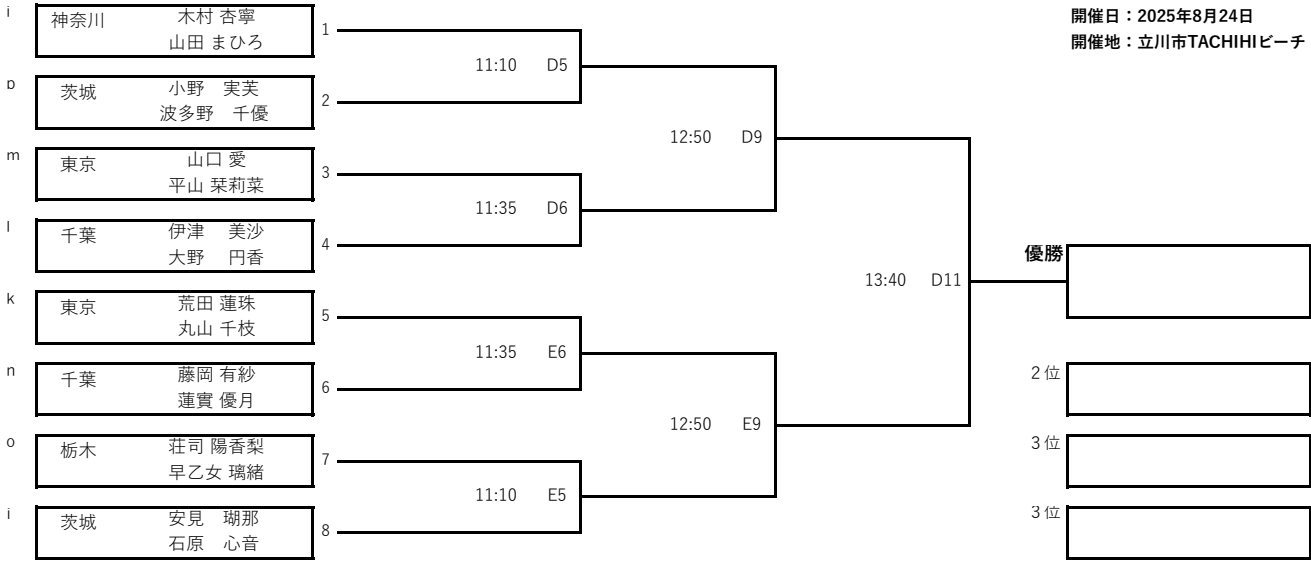 開催日：2025年8月24日
開催地：立川市TACHIHIビーチ
i
神奈川
木村 杏寧
山田 まひろ
1
11:10 D5
p
茨城
小野 実芙
波多野 千優
2
12:50 D9
m
東京
山口 愛
平山 栞莉菜
3
11:35 D6
l
千葉
伊津 美沙
大野 円香
4
優勝
13:40 D11
k
東京
荒田 蓮珠
丸山 千枝
5
11:35 E6
n
千葉
藤岡 有紗
蓮實 優月
6
2位
12:50 E9
o
栃木
荘司 陽香梨
早乙女 璃緒
7
3位
11:10 E5
i
茨城
安見 瑚那
石原 心音
8
3位